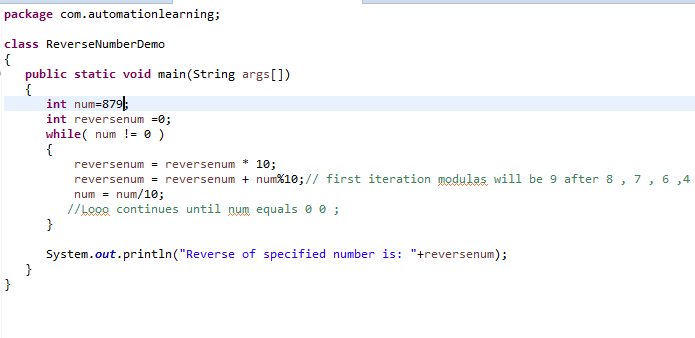 package com.automationlearning;
class ReverseNumberDemo
{
public static void main(String args[])
{
int num=879;
int reversenum =0;
while( num != 0 )
{
reversenum = reversenum * 10;
reversenum = reversenum + num%10;// first iteration modulas will be 9 after 8 , 7 , 6 ,4
num = num/10;
//Looo continues until num equals 0 0 ;
}
System.out.println("Reverse of specified number is: "+reversenum);
}
}